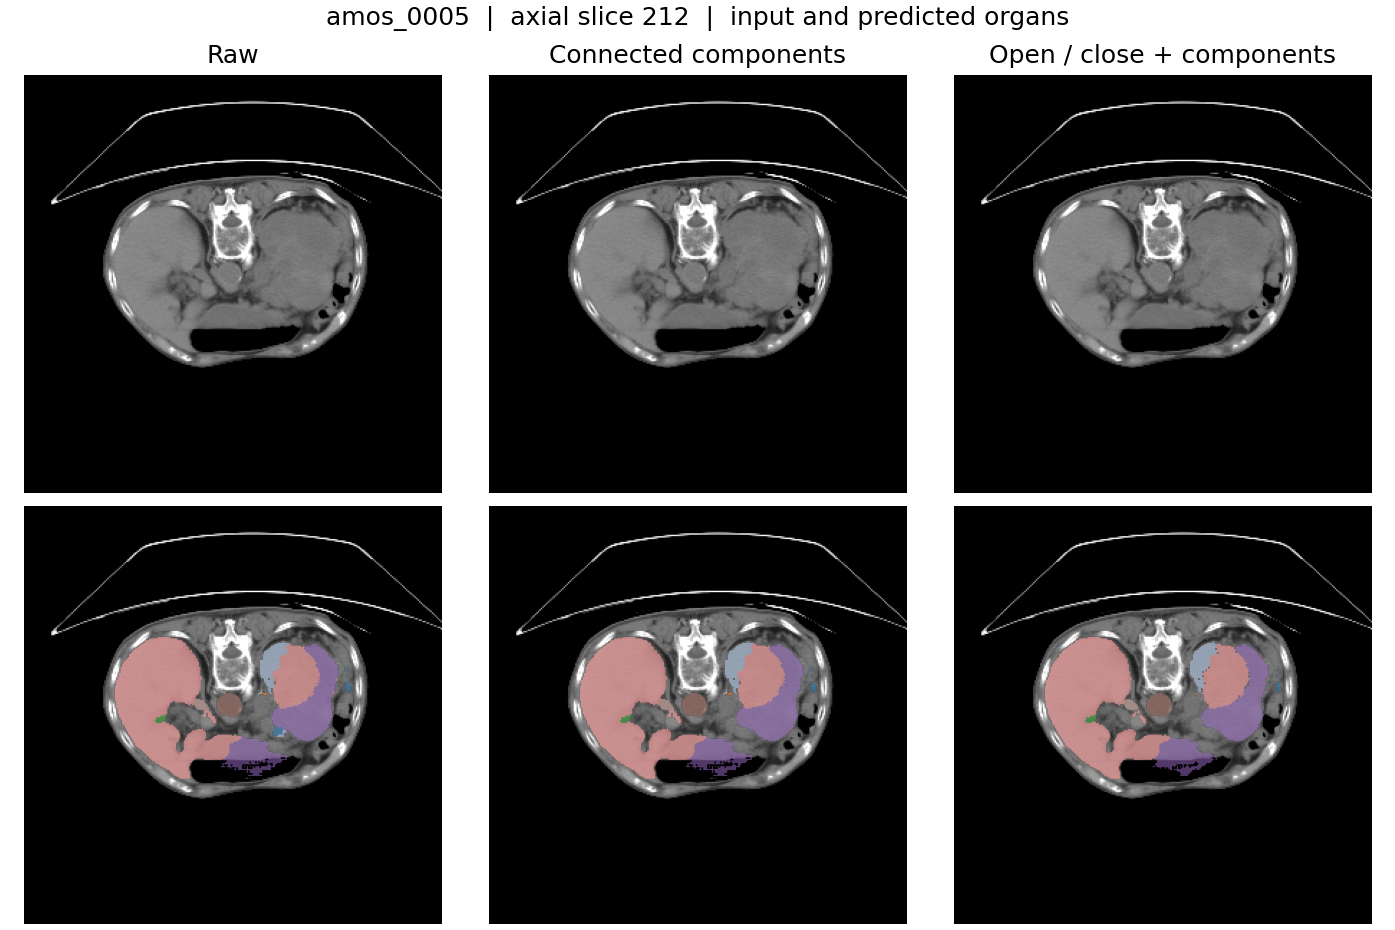 amos_0005 | axial slice 212 | input and predicted organs
Raw
Connected components
Open / close + components